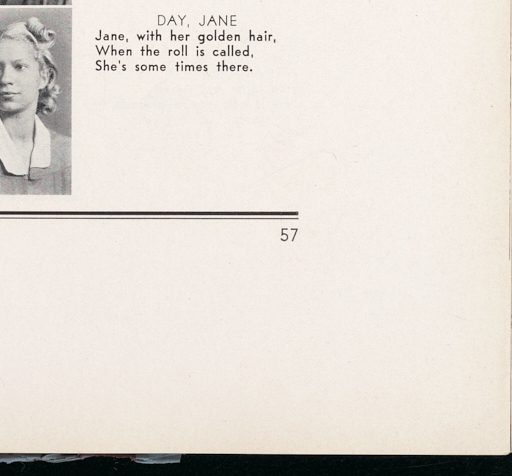 DAY, JANE
Jane, with her golden hair,
When the roll is called,
She's some times there.
57